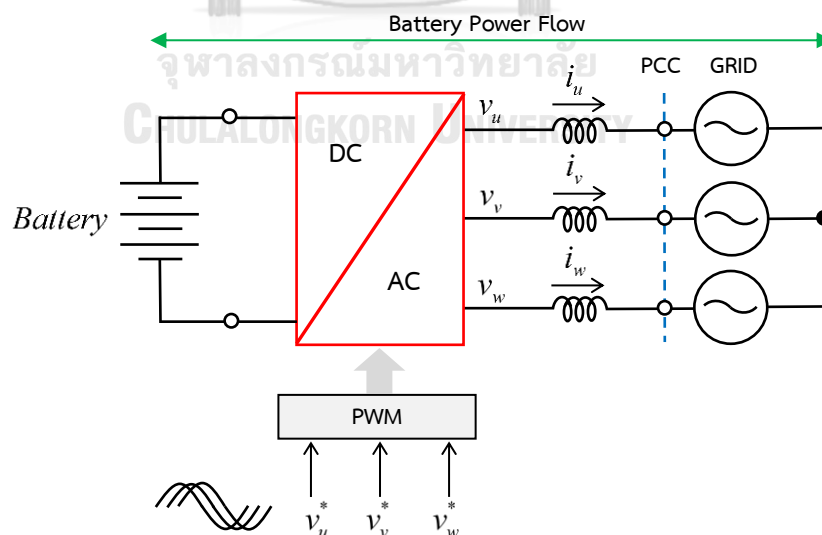 Battery Power Flow
จุฬาลงกรณ์มหาวิทยาลัย
CHULALONGKORN UNIVERSITY
PCC GRID
DC
AC
Battery
v_u
v_v
v_w
i_u
i_v
i_w
PWM
v_u^* v_v^* v_w^*